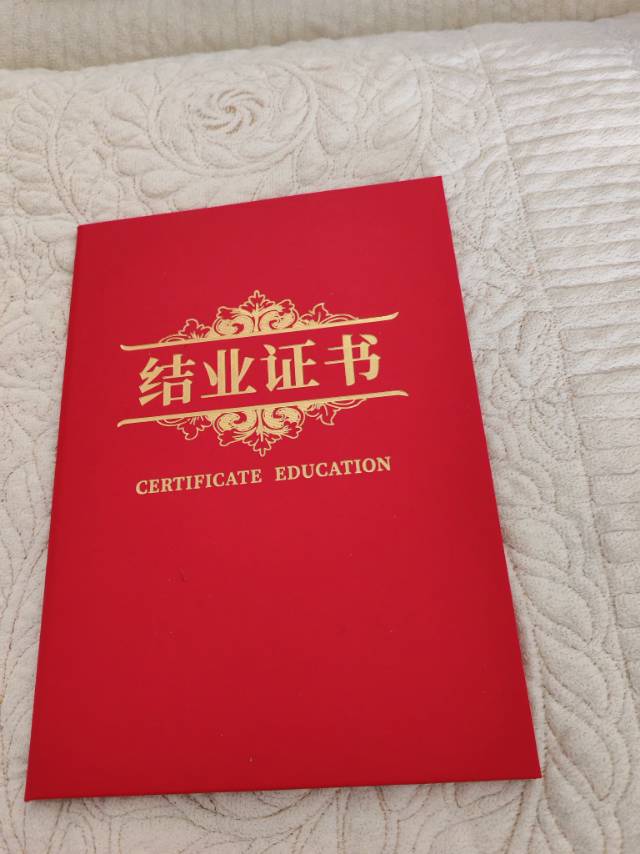 结业证书
CERTIFICATE EDUCATION